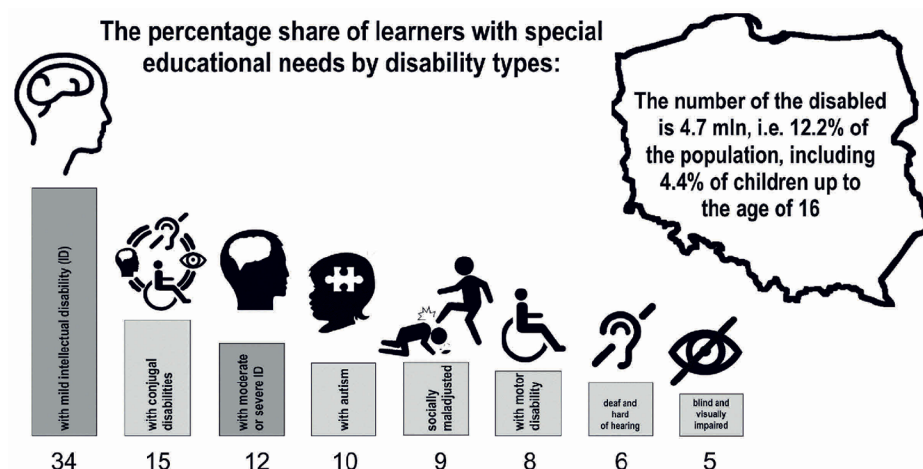 The percentage share of learners with special
educational needs by disability types:
The number of the disabled
is 4.7 mln, i.e. 12.2% of
the population, including
4.4% of children up to
the age of 16
with mild intellectual disability (ID)
with conjugal
disabilities
with moderate
or severe ID
with autism
socially
maladjusted
with motor
disability
deaf and
hard
of hearing
blind and
visually
impaired
34 15 12 10 9 8 6 5